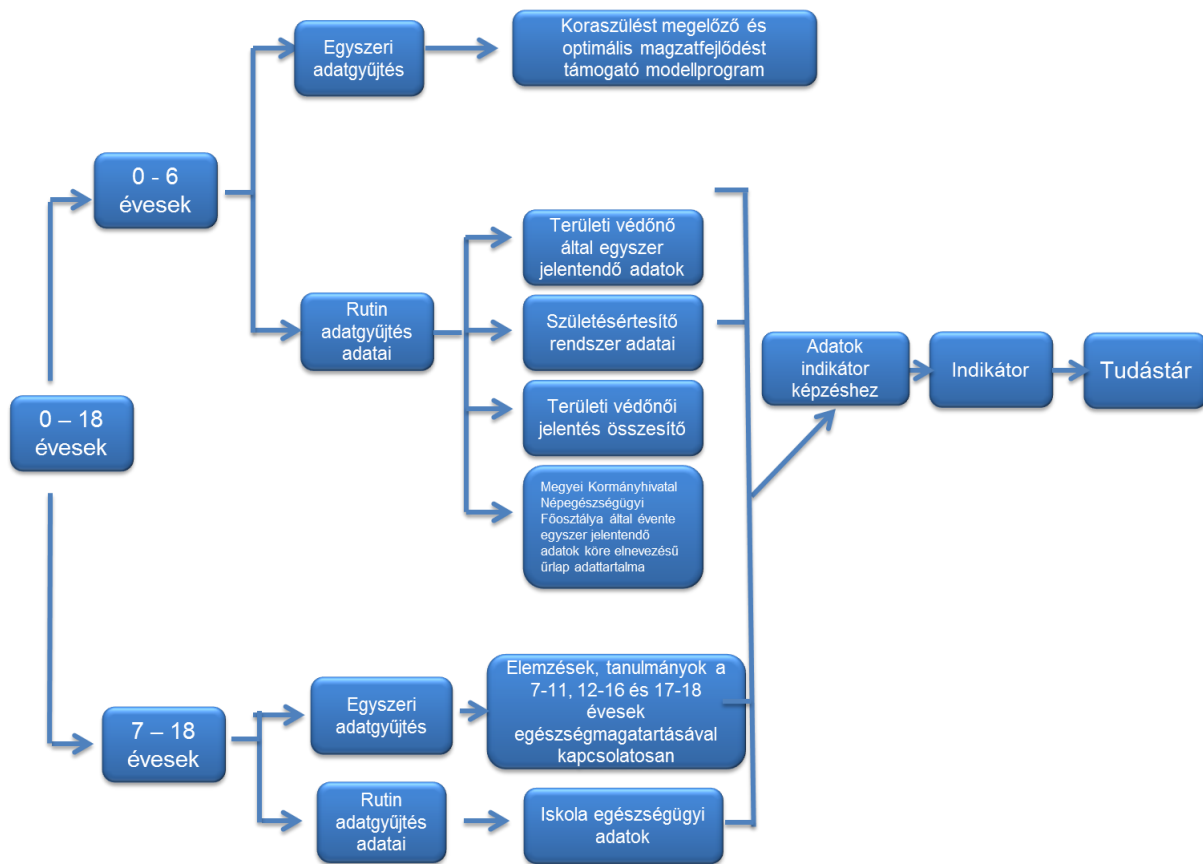 Egyszeri
adatgyűjtés
Koraszülést megelőző és
optimális magzatfejlődést
támogató modellprogram
0 - 6
évesek
Rutin
adatgyűjtés
adatai
Területi védőnő
által egyszer
jelentendő adatok
Születésértesítő
rendszer adatai
Területi védőnői
jelentés összesítő
Megyei Kormányhivatal
Népegészségügyi
Főosztálya által évente
egyszer jelentendő
adatok köre elnevezésű
űrlap adattartalma
Adatok
indikátor
képzéshez
Indikátor
Tudástár
0 – 18
évesek
7 – 18
évesek
Egyszeri
adatgyűjtés
Elemzések, tanulmányok a
7-11, 12-16 és 17-18
évesek
egészségmagatartásával
kapcsolatosan
Rutin
adatgyűjtés
adatai
Iskola egészségügyi
adatok